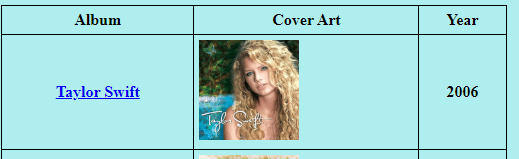 Album Cover Art Year
Taylor Swift 2006
Taylor Swift